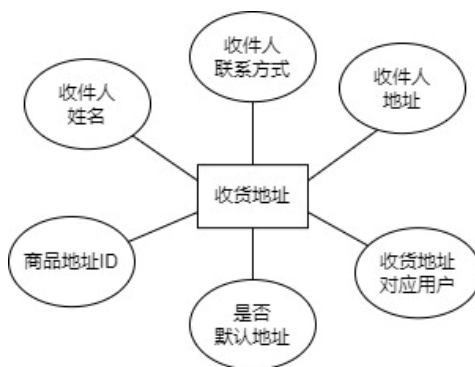 收件人
联系方式
收件人
姓名
收件人
地址
收货地址
商品地址ID
收货地址
对应用户
是否
默认地址